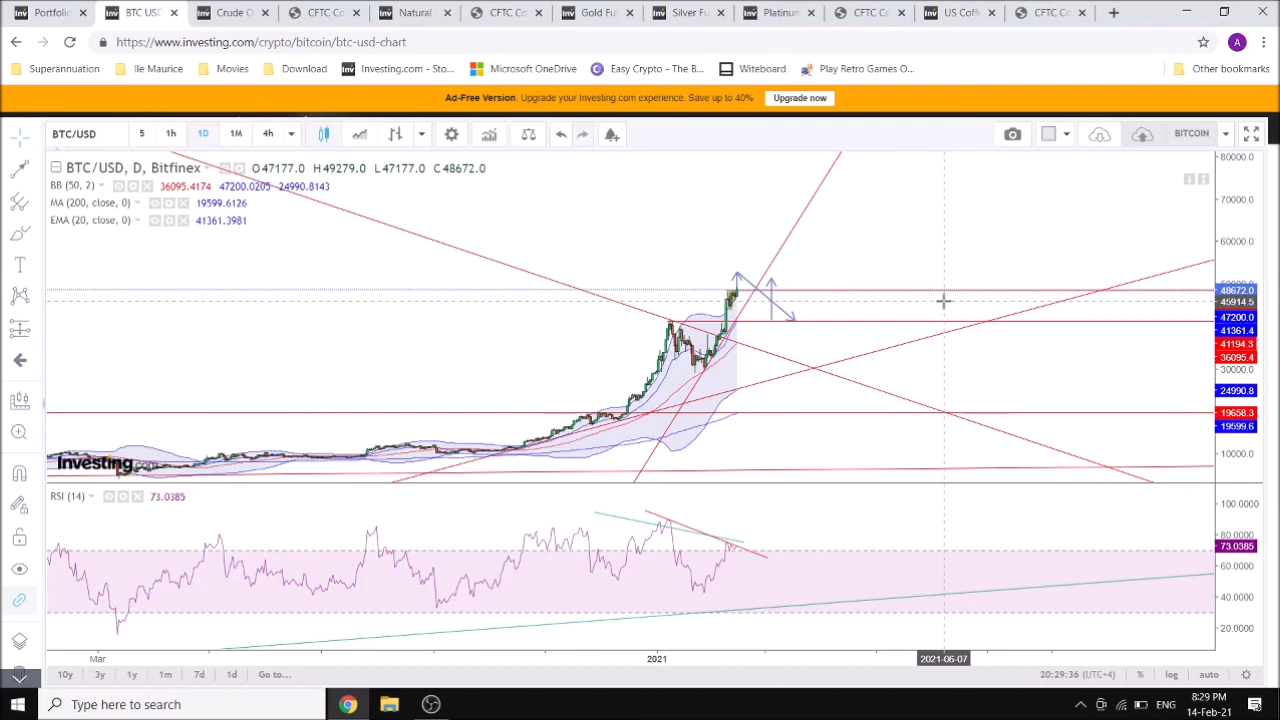 Portfolio
BTC USD
Crude O
CFTC Co
Natural
CFTC Co
Gold Fut
Silver Fu
Platinum
CFTC Co
US Coff
CFTC Co
https://www.investing.com/crypto/bitcoin/btc-usd-chart
A
Superannuation
Ile Maurice
Movies
Download
Investing.com - Sto...
Microsoft OneDrive
Easy Crypto - The B...
Witeboard
Play Retro Games O...
Other bookmarks
Ad-Free Version. Upgrade your Investing.com experience. Save up to 40%
Upgrade now
BTC/USD
5
1h
1D
1M
4h
BITCOIN
BTC/USD, D, Bitfinex
O47177.0 H49279.0 L47177.0 C48672.0
BB (50, 2)
36095.4174 47200.0205 24990.8143
MA (200, close, 0)
19599.6126
EMA (20, close, 0)
41361.3981
80000.0
70000.0
60000.0
48672.0
45914.5
47200.0
41361.4
41194.3
36095.4
30000.0
24990.8
19658.3
19599.6
10000.0
Investing
RSI (14)
73.0385
100.0000
80.0000
73.0385
60.0000
40.0000
20.0000
Mar
2021
2021-06-07
10y
3y
1y
1m
7d
1d
Go to...
20:29:36 (UTC+4)
%
log
auto
Type here to search
ENG
8:29 PM
14-Feb-21